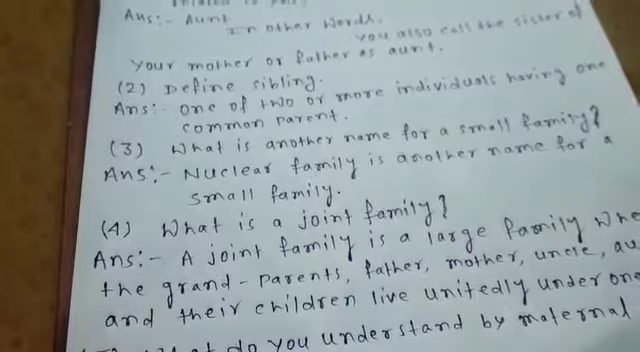 Ans:- Aunt
In other words.
you also call the sister of
your mother or father as aunt.
(2) Define sibling.
Ans:- one of two or more individuals having one
common parent.
(3) What is another name for a small family?
Ans:- Nuclear family is another name for a
small family.
(4) What is a joint family?
Ans:- A joint family is a large family
the grand-parents, father, mother, uncle,
and their children live unitedly under one
do you understand by maternal